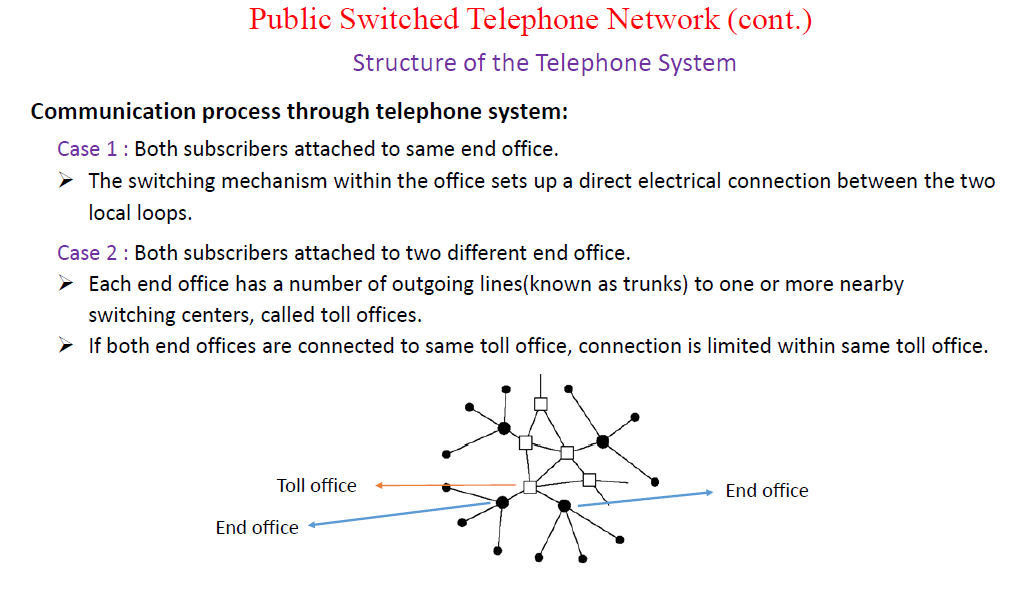 Public Switched Telephone Network (cont.)
Structure of the Telephone System
Communication process through telephone system:
Case 1 : Both subscribers attached to same end office.
➢ The switching mechanism within the office sets up a direct electrical connection between the two
local loops.
Case 2 : Both subscribers attached to two different end office.
➢ Each end office has a number of outgoing lines(known as trunks) to one or more nearby
switching centers, called toll offices.
➢ If both end offices are connected to same toll office, connection is limited within same toll office.
Toll office
End office
End office